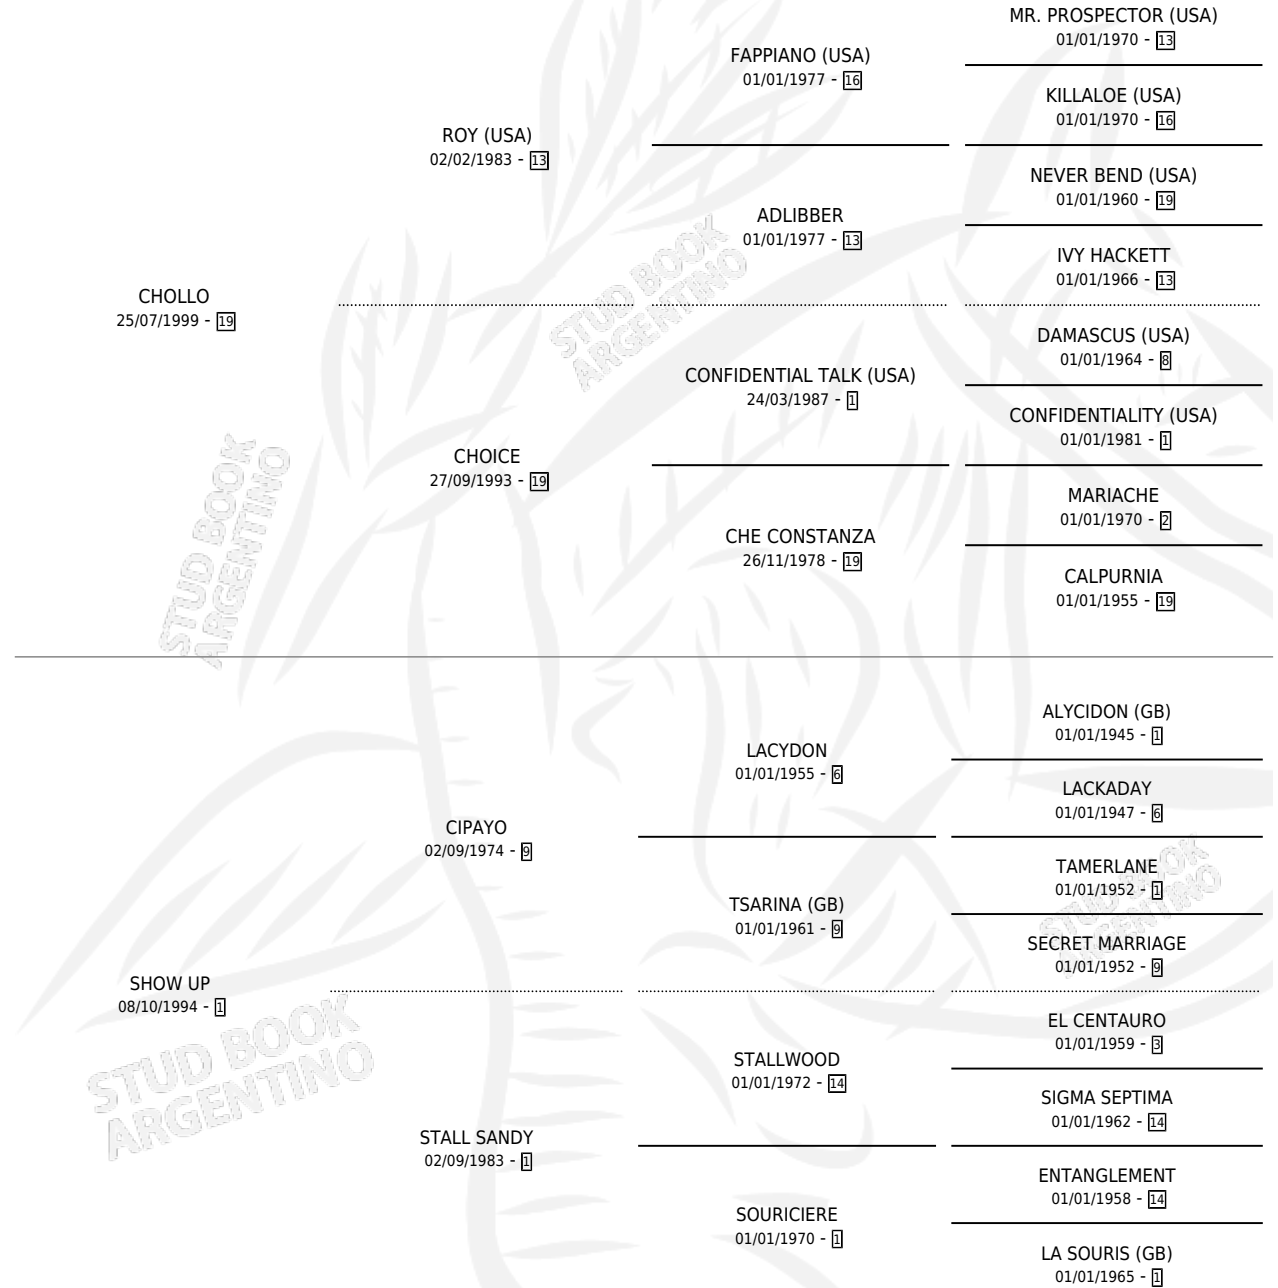 MR. PROSPECTOR (USA)
01/01/1970 - 13
FAPPIANO (USA)
01/01/1977 - 16
KILLALOE (USA)
01/01/1970 - 16
ROY (USA)
02/02/1983 - 13
NEVER BEND (USA)
01/01/1960 - 19
ADLIBBER
01/01/1977 - 13
IVY HACKETT
01/01/1966 - 13
CHOLLO
25/07/1999 - 19
STUD BOOK
ARGENTINO
DAMASCUS (USA)
01/01/1964 - 8
CONFIDENTIAL TALK (USA)
24/03/1987 - 1
CONFIDENTIALITY (USA)
01/01/1981 - 1
CHOICE
27/09/1993 - 19
MARIACHE
01/01/1970 - 2
CHE CONSTANZA
26/11/1978 - 19
CALPURNIA
01/01/1955 - 19
STUD BOOK
ARGENTINO
ALYCIDON (GB)
01/01/1945 - 1
LACYDON
01/01/1955 - 6
LACKADAY
01/01/1947 - 6
CIPAYO
02/09/1974 - 9
TAMERLANE
01/01/1952 - 1
TSARINA (GB)
01/01/1961 - 9
SECRET MARRIAGE
01/01/1952 - 9
STUD BOOK
ARGENTINO
SHOW UP
08/10/1994 - 1
EL CENTAURO
01/01/1959 - 3
STALLWOOD
01/01/1972 - 14
SIGMA SEPTIMA
01/01/1962 - 14
STUD BOOK
ARGENTINO
STALL SANDY
02/09/1983 - 1
ENTANGLEMENT
01/01/1958 - 14
SOURICIERE
01/01/1970 - 1
LA SOURIS (GB)
01/01/1965 - 1